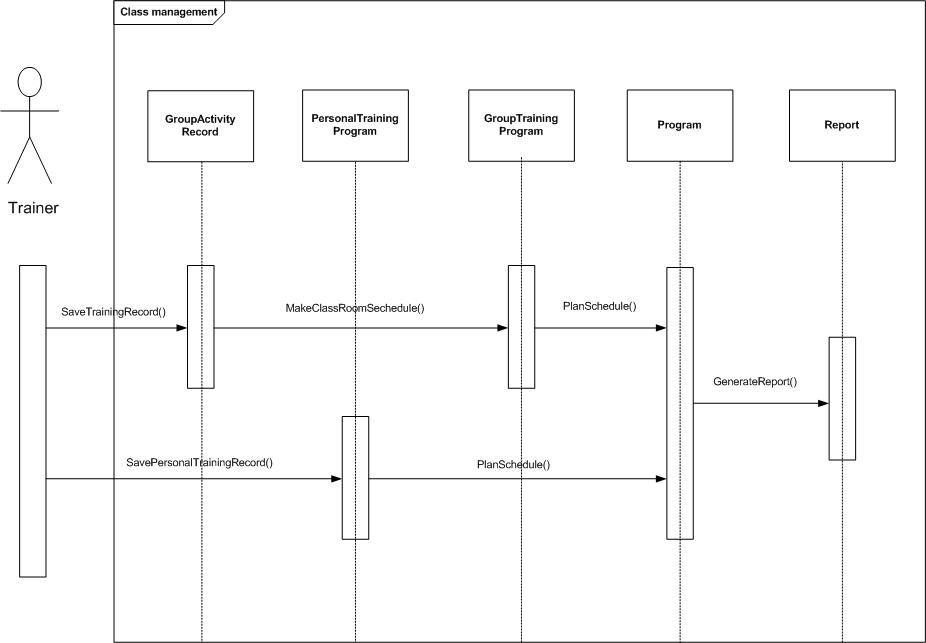 Class management
GroupActivity
Record
PersonalTraining
Program
GroupTraining
Program
Program
Report
Trainer
SaveTrainingRecord()
MakeClassRoomSechedule()
PlanSchedule()
GenerateReport()
SavePersonalTrainingRecord()
PlanSchedule()